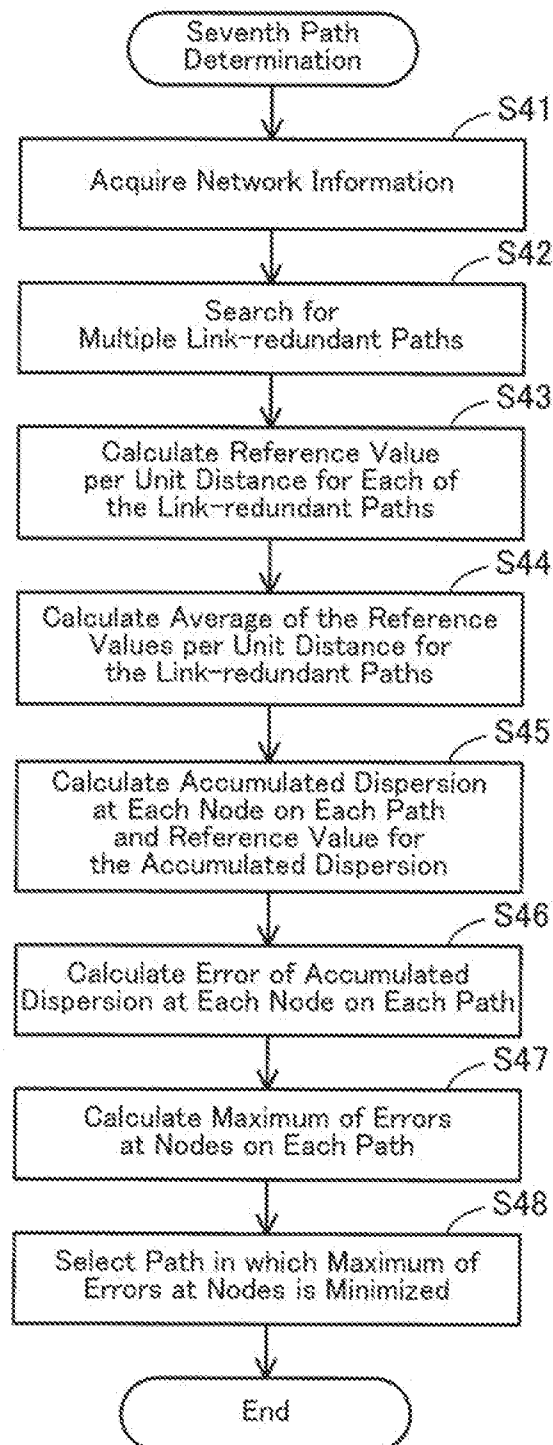 Seventh Path
Determination
S41
Acquire Network Information
S42
Search for
Multiple Link-redundant Paths
S43
Calculate Reference Value
per Unit Distance for Each of
the Link-redundant Paths
S44
Calculate Average of the Reference
Values per Unit Distance for
the Link-redundant Paths
S45
Calculate Accumulated Dispersion
at Each Node on Each Path
and Reference Value for
the Accumulated Dispersion
S46
Calculate Error of Accumulated
Dispersion at Each Node on Each Path
S47
Calculate Maximum of Errors
at Nodes on Each Path
S48
Select Path in which Maximum of
Errors at Nodes is Minimized
End